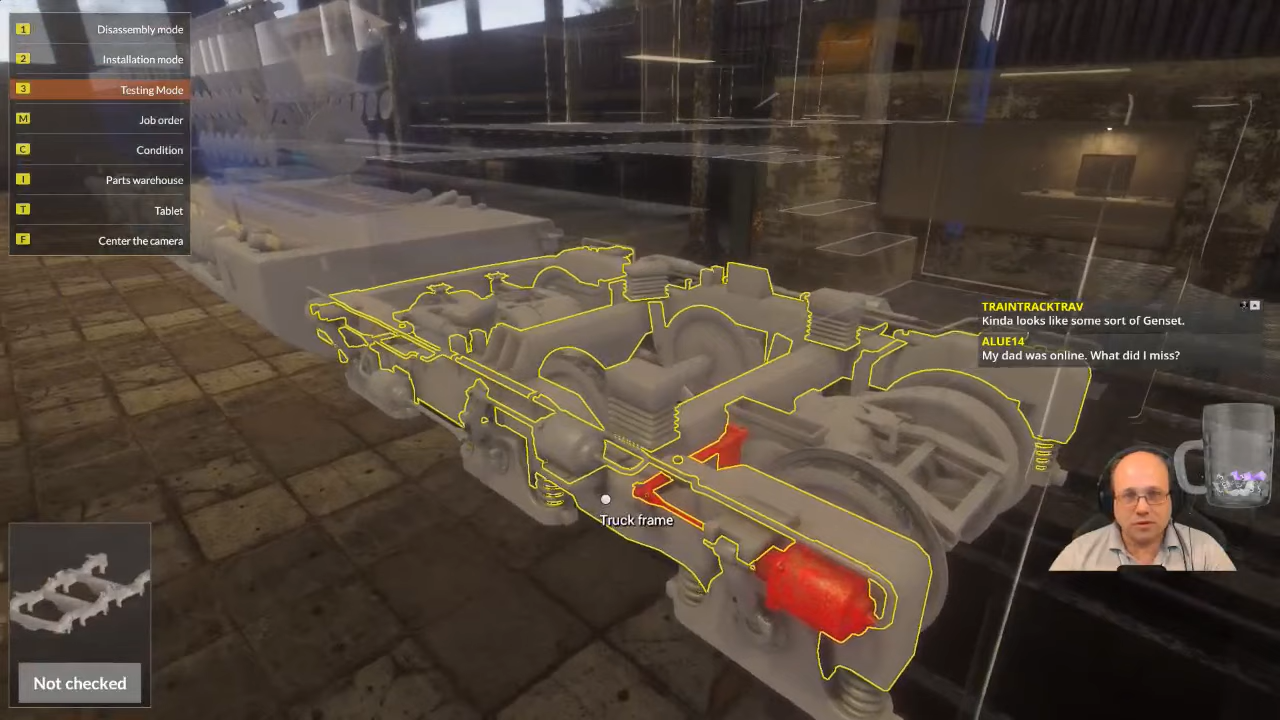 1 Disassembly mode
2 Installation mode
3 Testing Mode
M Job order
C Condition
I Parts warehouse
T Tablet
F Center the camera
TRAINTRACKTRAV
Kinda looks like some sort of Genset.
ALUE14
My dad was online. What did I miss?
Truck frame
Not checked